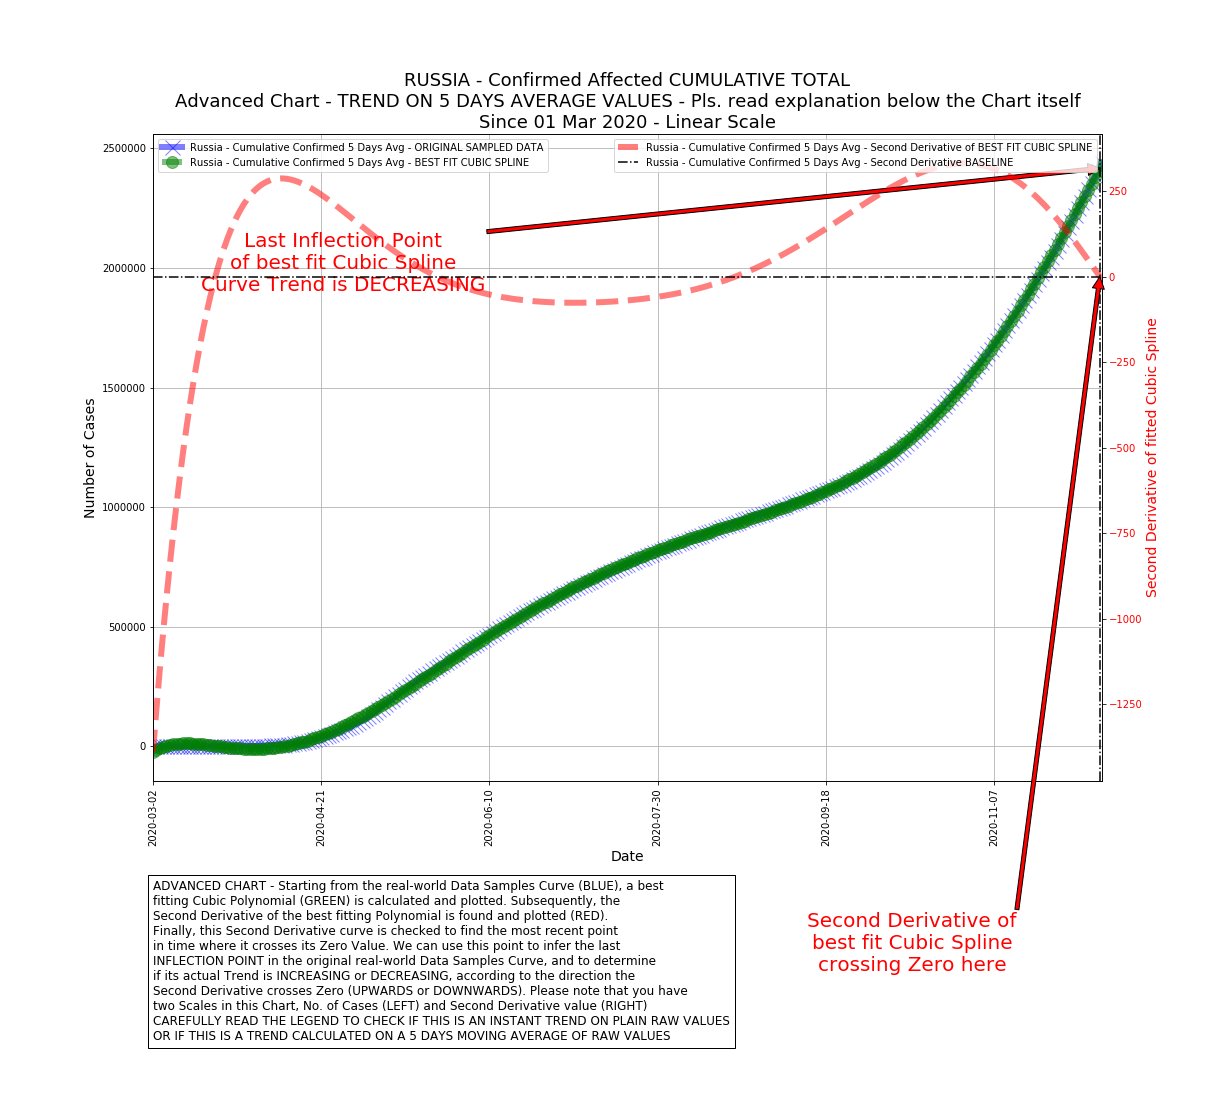 RUSSIA - Confirmed Affected CUMULATIVE TOTAL
Advanced Chart - TREND ON 5 DAYS AVERAGE VALUES - Pls. read explanation below the Chart itself
Since 01 Mar 2020 - Linear Scale
Russia - Cumulative Confirmed 5 Days Avg - ORIGINAL SAMPLED DATA
Russia - Cumulative Confirmed 5 Days Avg - BEST FIT CUBIC SPLINE
Russia - Cumulative Confirmed 5 Days Avg - Second Derivative of BEST FIT CUBIC SPLINE
Russia - Cumulative Confirmed 5 Days Avg - Second Derivative BASELINE
Last Inflection Point
of best fit Cubic Spline
Curve Trend is DECREASING
Number of Cases
2500000
2000000
1500000
1000000
500000
0
250
0
−250
−500
−750
−1000
−1250
Second Derivative of fitted Cubic Spline
2020-03-02
2020-04-21
2020-06-10
2020-07-30
2020-09-18
2020-11-07
Date
Second Derivative of
best fit Cubic Spline
crossing Zero here
ADVANCED CHART - Starting from the real-world Data Samples Curve (BLUE), a best
fitting Cubic Polynomial (GREEN) is calculated and plotted. Subsequently, the
Second Derivative of the best fitting Polynomial is found and plotted (RED).
Finally, this Second Derivative curve is checked to find the most recent point
in time where it crosses its Zero Value. We can use this point to infer the last
INFLECTION POINT in the original real-world Data Samples Curve, and to determine
if its actual Trend is INCREASING or DECREASING, according to the direction the
Second Derivative crosses Zero (UPWARDS or DOWNWARDS). Please note that you have
two Scales in this Chart, No. of Cases (LEFT) and Second Derivative value (RIGHT)
CAREFULLY READ THE LEGEND TO CHECK IF THIS IS AN INSTANT TREND ON PLAIN RAW VALUES
OR IF THIS IS A TREND CALCULATED ON A 5 DAYS MOVING AVERAGE OF RAW VALUES